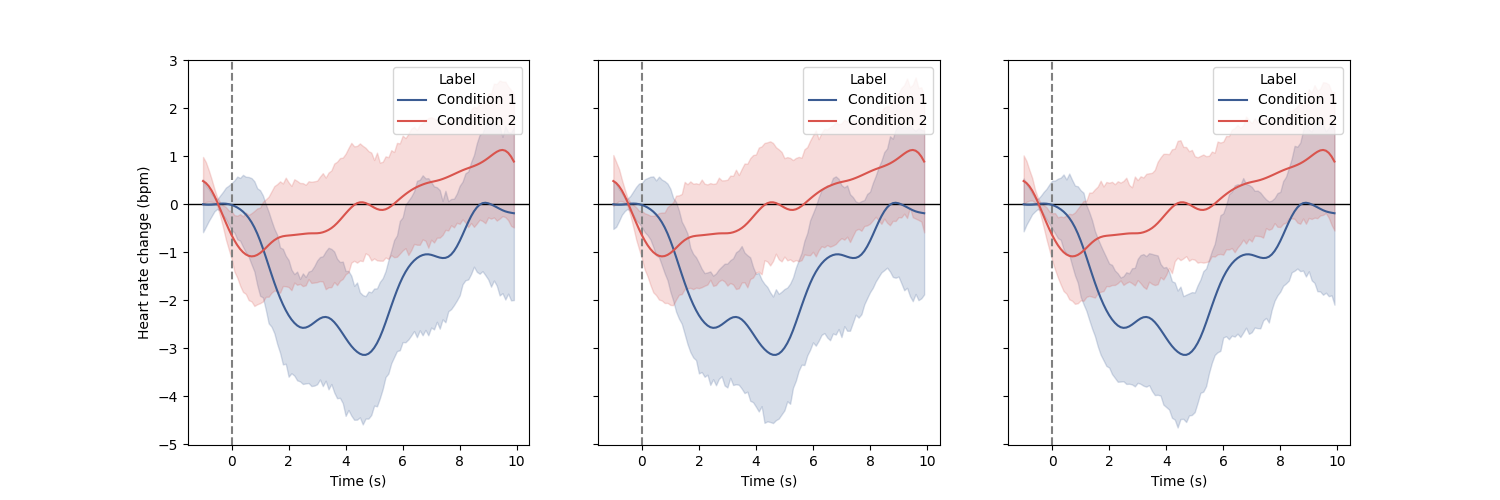 Heart rate change (bpm)
3
2
1
0
−1
−2
−3
−4
−5
Label
Condition 1
Condition 2
0 2 4 6 8 10
Time (s)
Label
Condition 1
Condition 2
0 2 4 6 8 10
Time (s)
Label
Condition 1
Condition 2
0 2 4 6 8 10
Time (s)